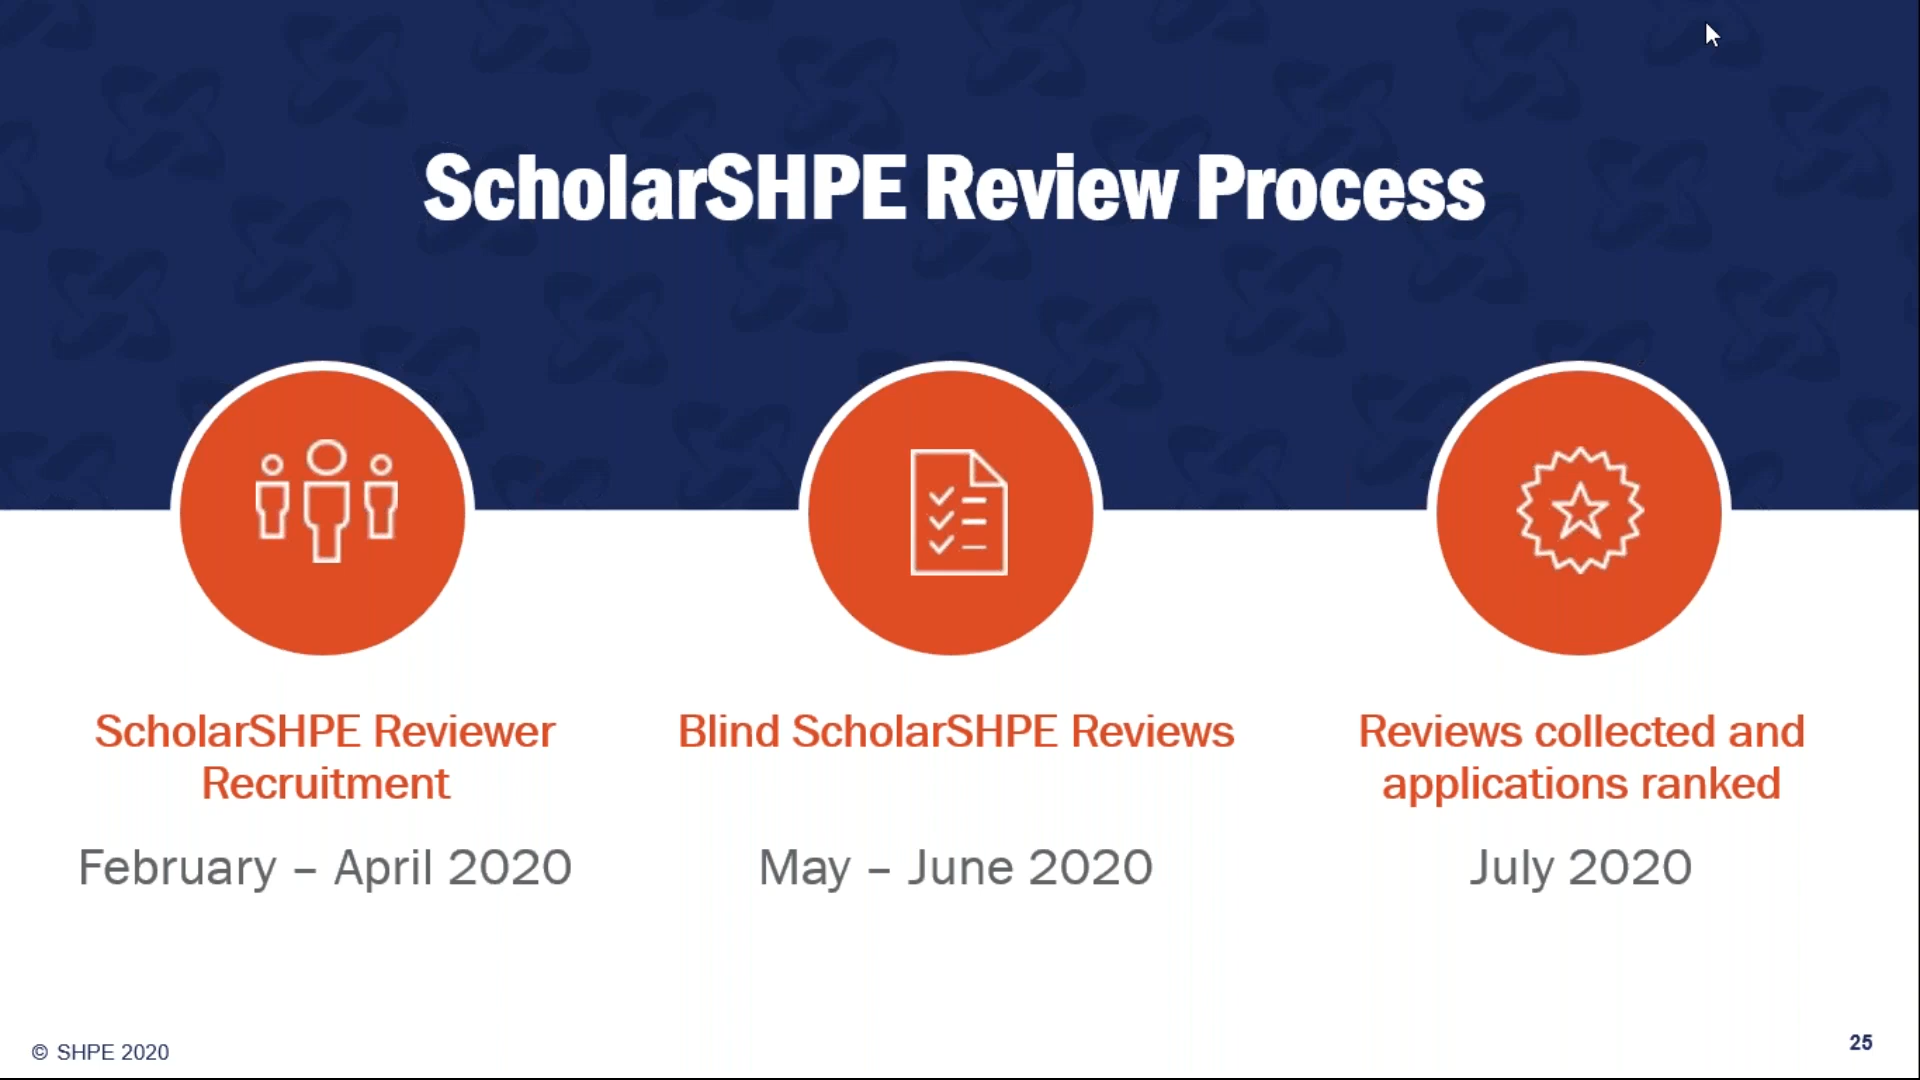 ScholarSHPE Review Process
ScholarSHPE Reviewer
Recruitment
February – April 2020
Blind ScholarSHPE Reviews
May – June 2020
Reviews collected and
applications ranked
July 2020
© SHPE 2020
25